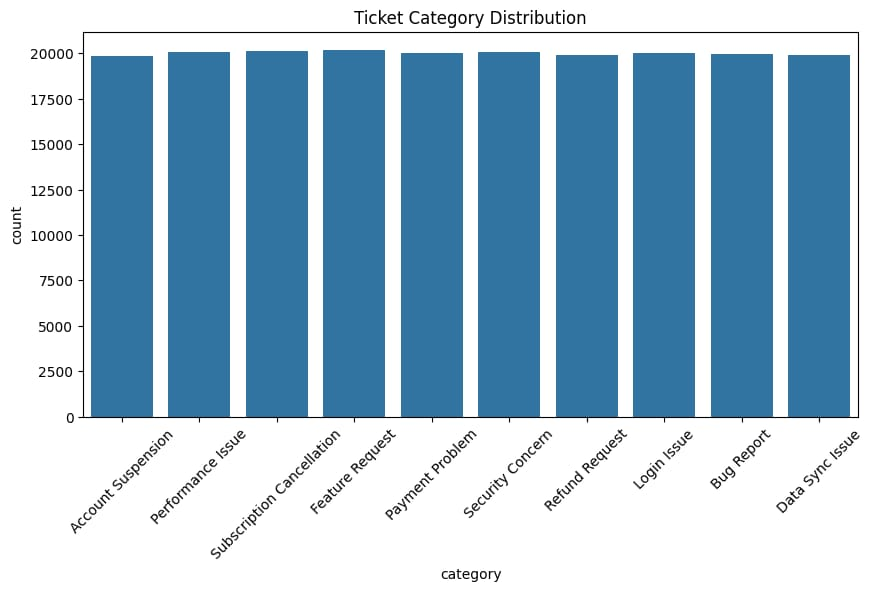 Ticket Category Distribution
count
20000
17500
15000
12500
10000
7500
5000
2500
0
Account Suspension
Performance Issue
Subscription Cancellation
Feature Request
Payment Problem
Security Concern
Refund Request
Login Issue
Bug Report
Data Sync Issue
category